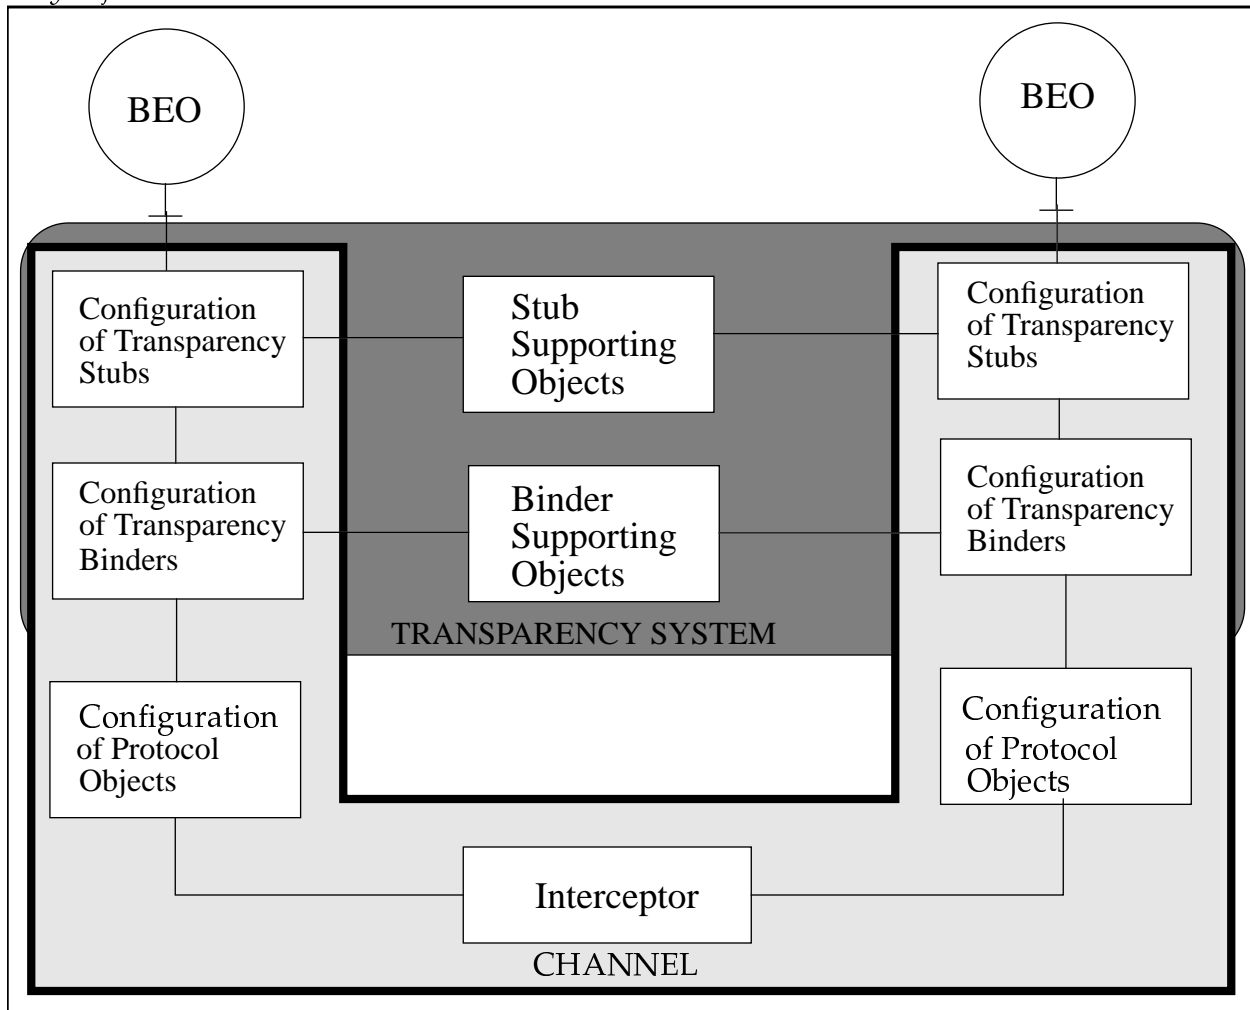 BEO
BEO
Configuration
of Transparency
Stubs
Stub
Supporting
Objects
Configuration
of Transparency
Stubs
Configuration
of Transparency
Binders
Binder
Supporting
Objects
Configuration
of Transparency
Binders
TRANSPARENCY SYSTEM
Configuration
of Protocol
Objects
Configuration
of Protocol
Objects
Interceptor
CHANNEL